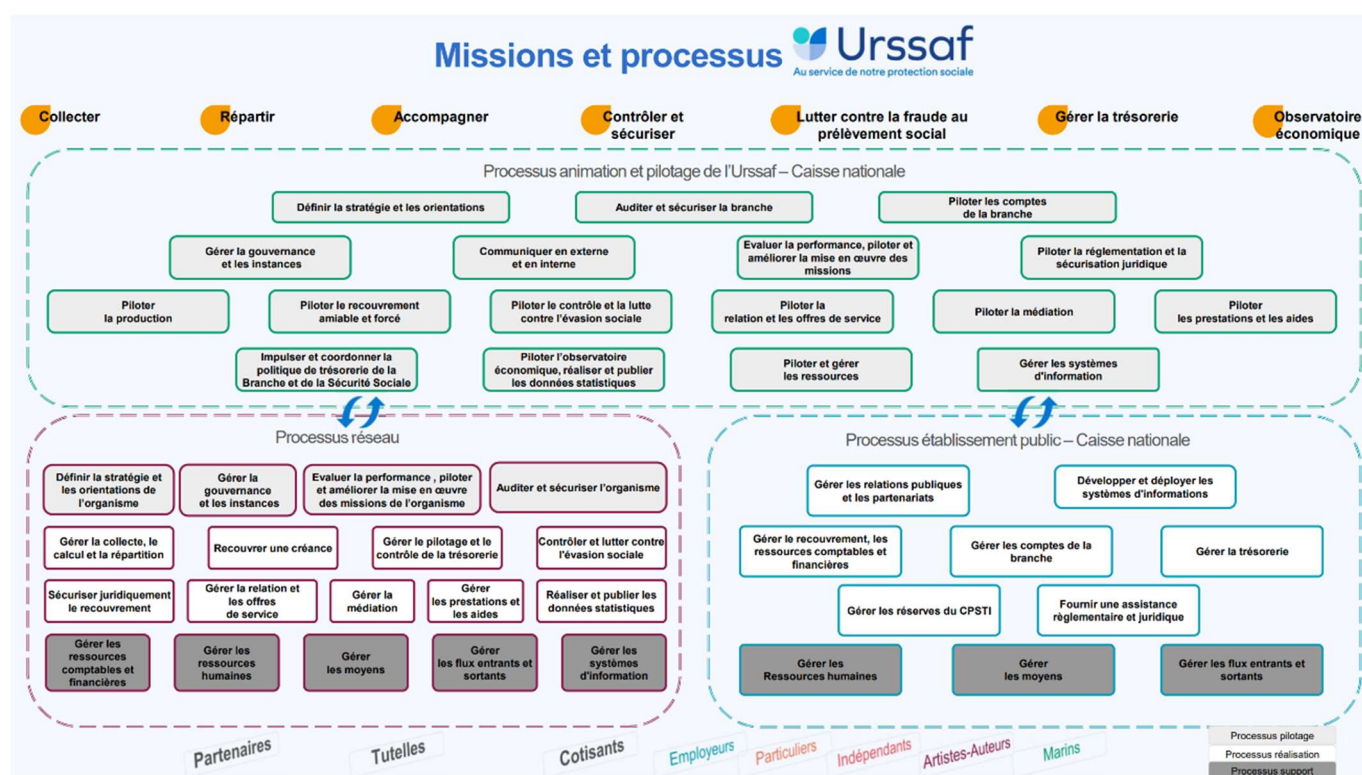 Missions et processus Urssaf
Au service de notre protection sociale
Collecter
Répartir
Accompagner
Contrôler et
sécuriser
Lutter contre la fraude au
prélèvement social
Gérer la trésorerie
Observatoire
économique
Processus animation et pilotage de l'Urssaf – Caisse nationale
Définir la stratégie et les orientations
Auditer et sécuriser la branche
Piloter les comptes
de la branche
Gérer la gouvernance
et les instances
Communiquer en externe
et en interne
Evaluer la performance, piloter et
améliorer la mise en œuvre des
missions
Piloter la réglementation et la
sécurisation juridique
Piloter
la production
Piloter le recouvrement
amiable et forcé
Piloter le contrôle et la lutte
contre l'évasion sociale
Piloter la
relation et les offres de service
Piloter la médiation
Piloter
les prestations et les aides
Impulser et coordonner la
politique de trésorerie de la
Branche et de la Sécurité Sociale
Piloter l'observatoire
économique, réaliser et publier
les données statistiques
Piloter et gérer
les ressources
Gérer les systèmes
d'information
Processus réseau
Définir la stratégie et
les orientations de
l'organisme
Gérer la
gouvernance
et les instances
Evaluer la performance , piloter
et améliorer la mise en œuvre
des missions de l'organisme
Auditer et sécuriser l'organisme
Gérer la collecte, le
calcul et la répartition
Recouvrer une créance
Gérer le pilotage et le
contrôle de la trésorerie
Contrôler et lutter contre
l'évasion sociale
Sécuriser juridiquement
le recouvrement
Gérer la relation et
les offres
de service
Gérer la
médiation
Gérer
les prestations et
les aides
Réaliser et publier les
données statistiques
Gérer les
ressources
comptables et
financières
Gérer les
ressources
humaines
Gérer
les moyens
Gérer
les flux entrants et
sortants
Gérer les
systèmes
d'information
Processus établissement public – Caisse nationale
Gérer les relations publiques
et les partenariats
Développer et déployer les
systèmes d'informations
Gérer le recouvrement, les
ressources comptables et
financières
Gérer les comptes de la
branche
Gérer la trésorerie
Gérer les réserves du CPSTI
Fournir une assistance
règlementaire et juridique
Gérer les
Ressources humaines
Gérer
les moyens
Gérer les flux entrants et
sortants
Partenaires
Tutelles
Cotisants
Employeurs
Particuliers
Indépendants
Artistes-Auteurs
Marins
Processus pilotage
Processus réalisation
Processus support